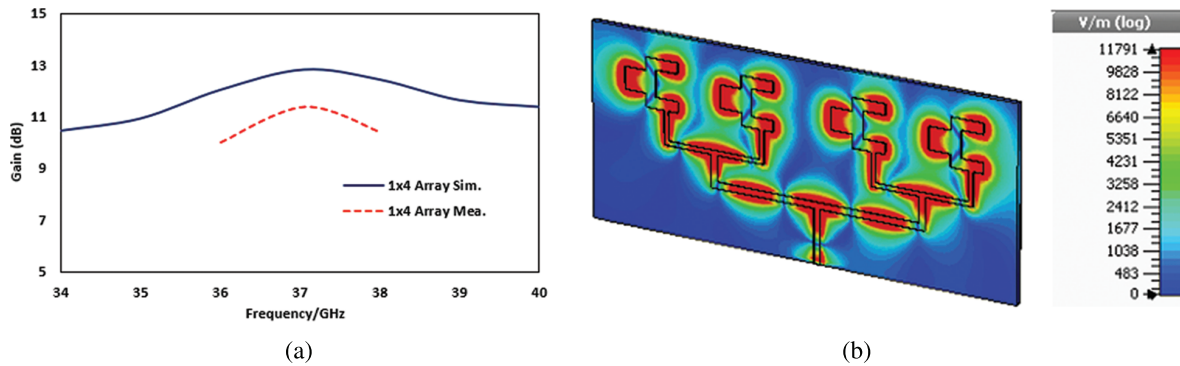 15
13
11
9
7
5
Gain (dB)
1x4 Array Sim.
1x4 Array Mea.
34 35 36 37 38 39 40
Frequency/GHz
(a)
V/m (log)
11791
9828
8122
6640
5351
4231
3258
2412
1677
1038
483
0
(b)